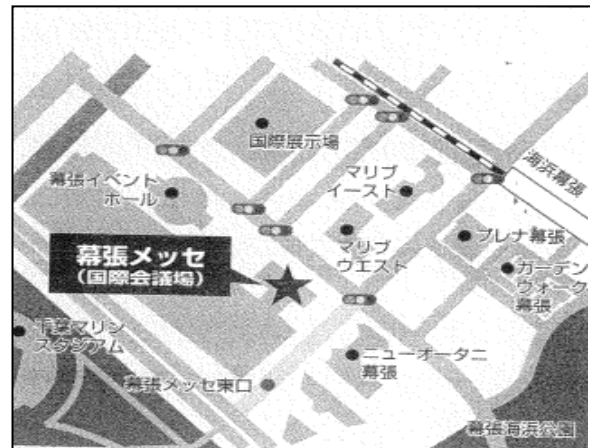 国際展示場
海浜幕張
幕張イベント
ホール
マリブ
イースト
マリブ
ウエスト
プレナ幕張
ガーデン
ウォーク
幕張
幕張メッセ
(国際会議場)
千葉マリン
スタジアム
ニューオータニ
幕張
幕張メッセ東口
幕張海浜公園